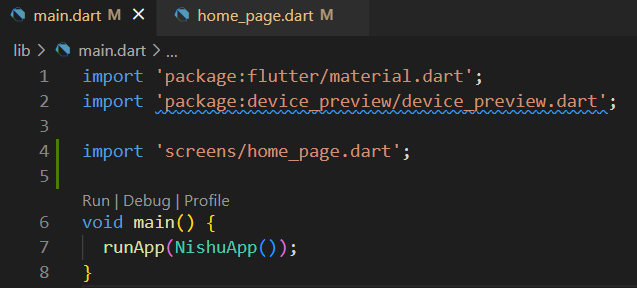 main.dart M × home_page.dart M
lib > main.dart > ...
1 import 'package:flutter/material.dart';
2 import 'package:device_preview/device_preview.dart';
3
4 import 'screens/home_page.dart';
5
Run | Debug | Profile
6 void main() {
7 runApp(NishuApp());
8 }